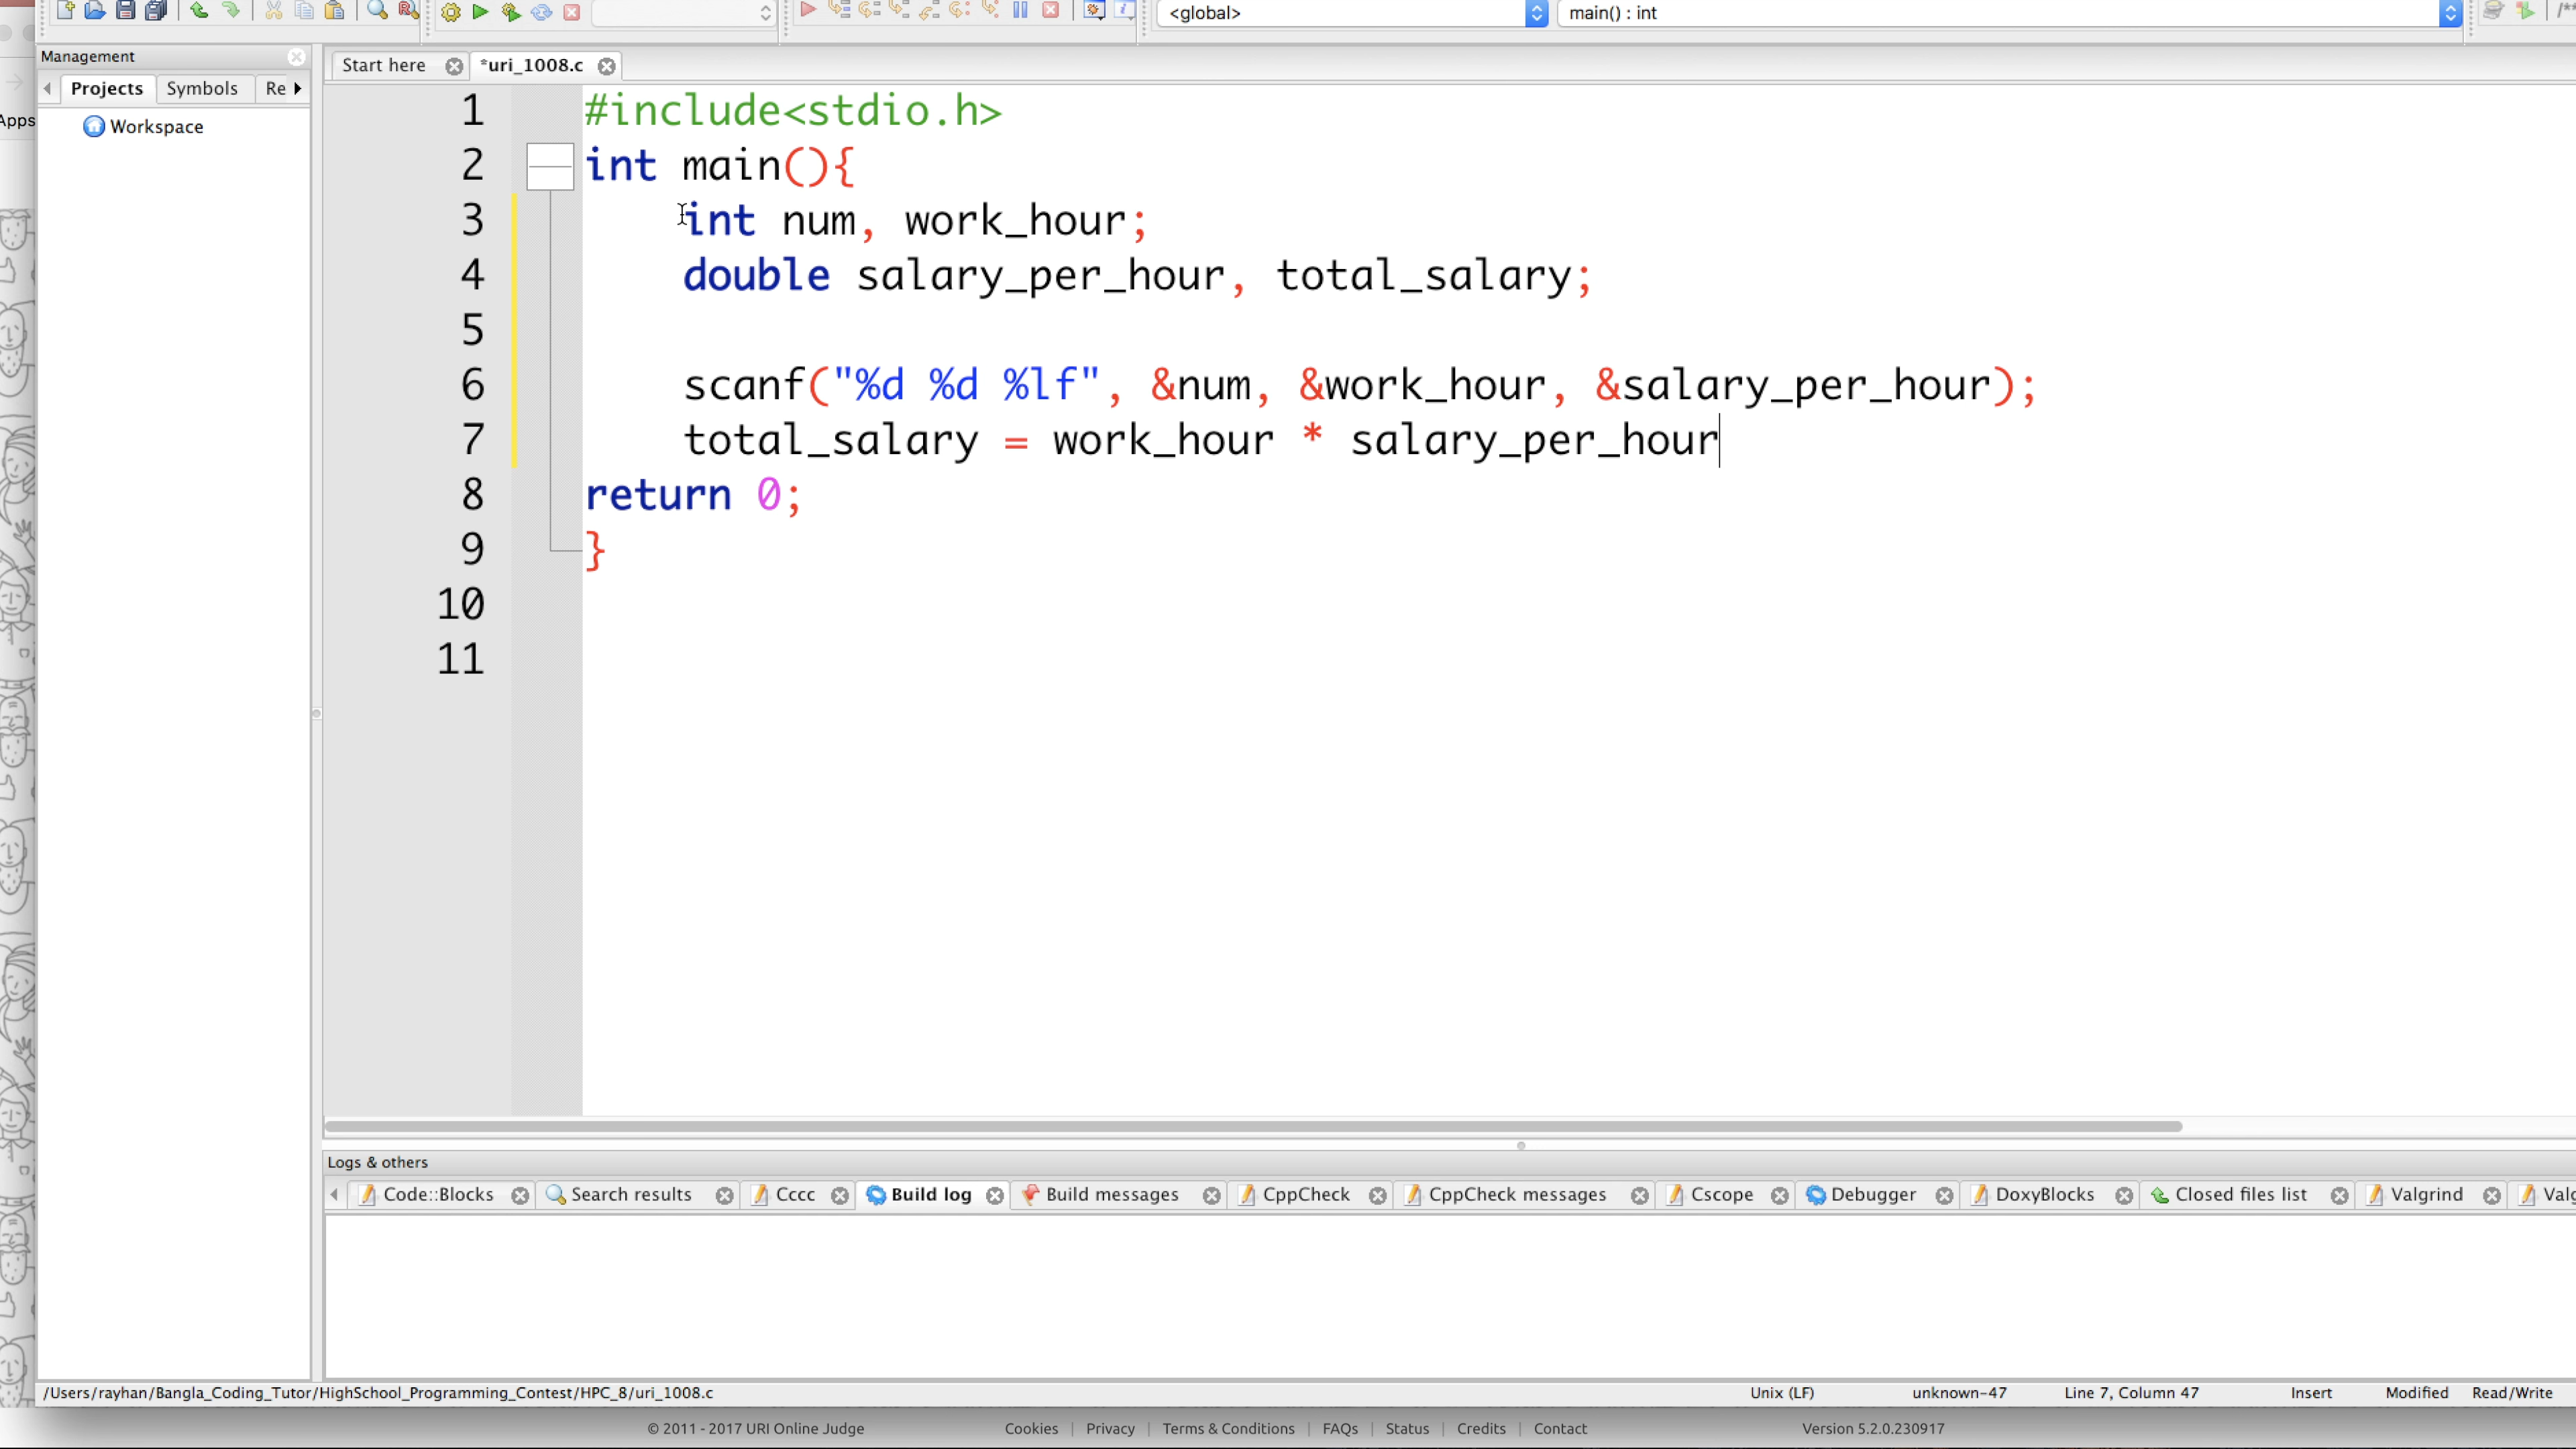 <global>
main() : int
/**
Management
Start here
*uri_1008.c
Projects
Symbols
Re
Apps
Workspace
1 #include<stdio.h>
2 int main(){
3 int num, work_hour;
4 double salary_per_hour, total_salary;
5
6 scanf("%d %d %lf", &num, &work_hour, &salary_per_hour);
7 total_salary = work_hour * salary_per_hour
8 return 0;
9 }
10
11
Logs & others
Code::Blocks
Search results
Cccc
Build log
Build messages
CppCheck
CppCheck messages
Cscope
Debugger
DoxyBlocks
Closed files list
Valgrind
Valg
/Users/rayhan/Bangla_Coding_Tutor/HighSchool_Programming_Contest/HPC_8/uri_1008.c
Unix (LF)
unknown-47
Line 7, Column 47
Insert
Modified
Read/Write
© 2011 - 2017 URI Online Judge
Cookies | Privacy | Terms & Conditions | FAQs | Status | Credits | Contact
Version 5.2.0.230917